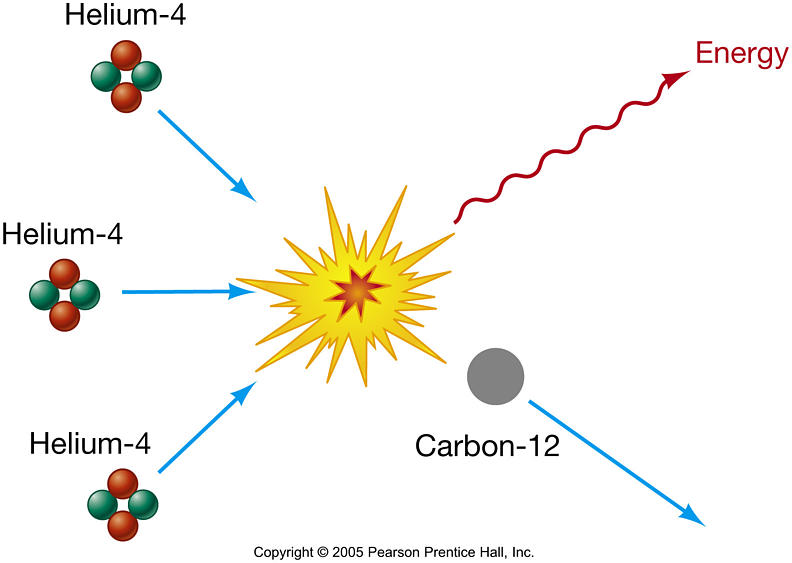 Helium-4
Energy
Helium-4
Helium-4
Carbon-12
Copyright © 2005 Pearson Prentice Hall, Inc.